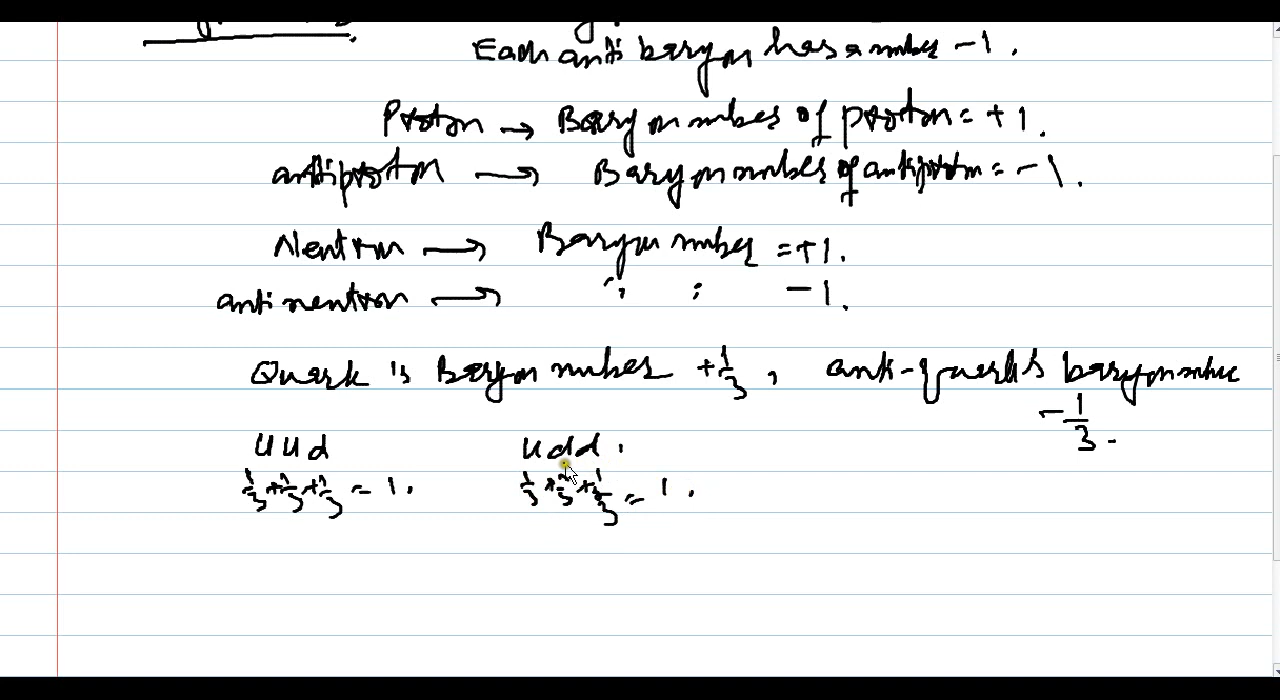 Each anti baryon has a number -1.
Proton → Baryon number of proton = +1.
antiproton → Baryon number of antiproton = -1.
Neutron → Baryon number = +1.
anti neutron → " " -1.
Quark is Baryon number +1/3, anti-quark's baryon number
-1/3.
uud udd.
1/3+1/3+1/3 = 1. 1/3+1/3+1/3 = 1.